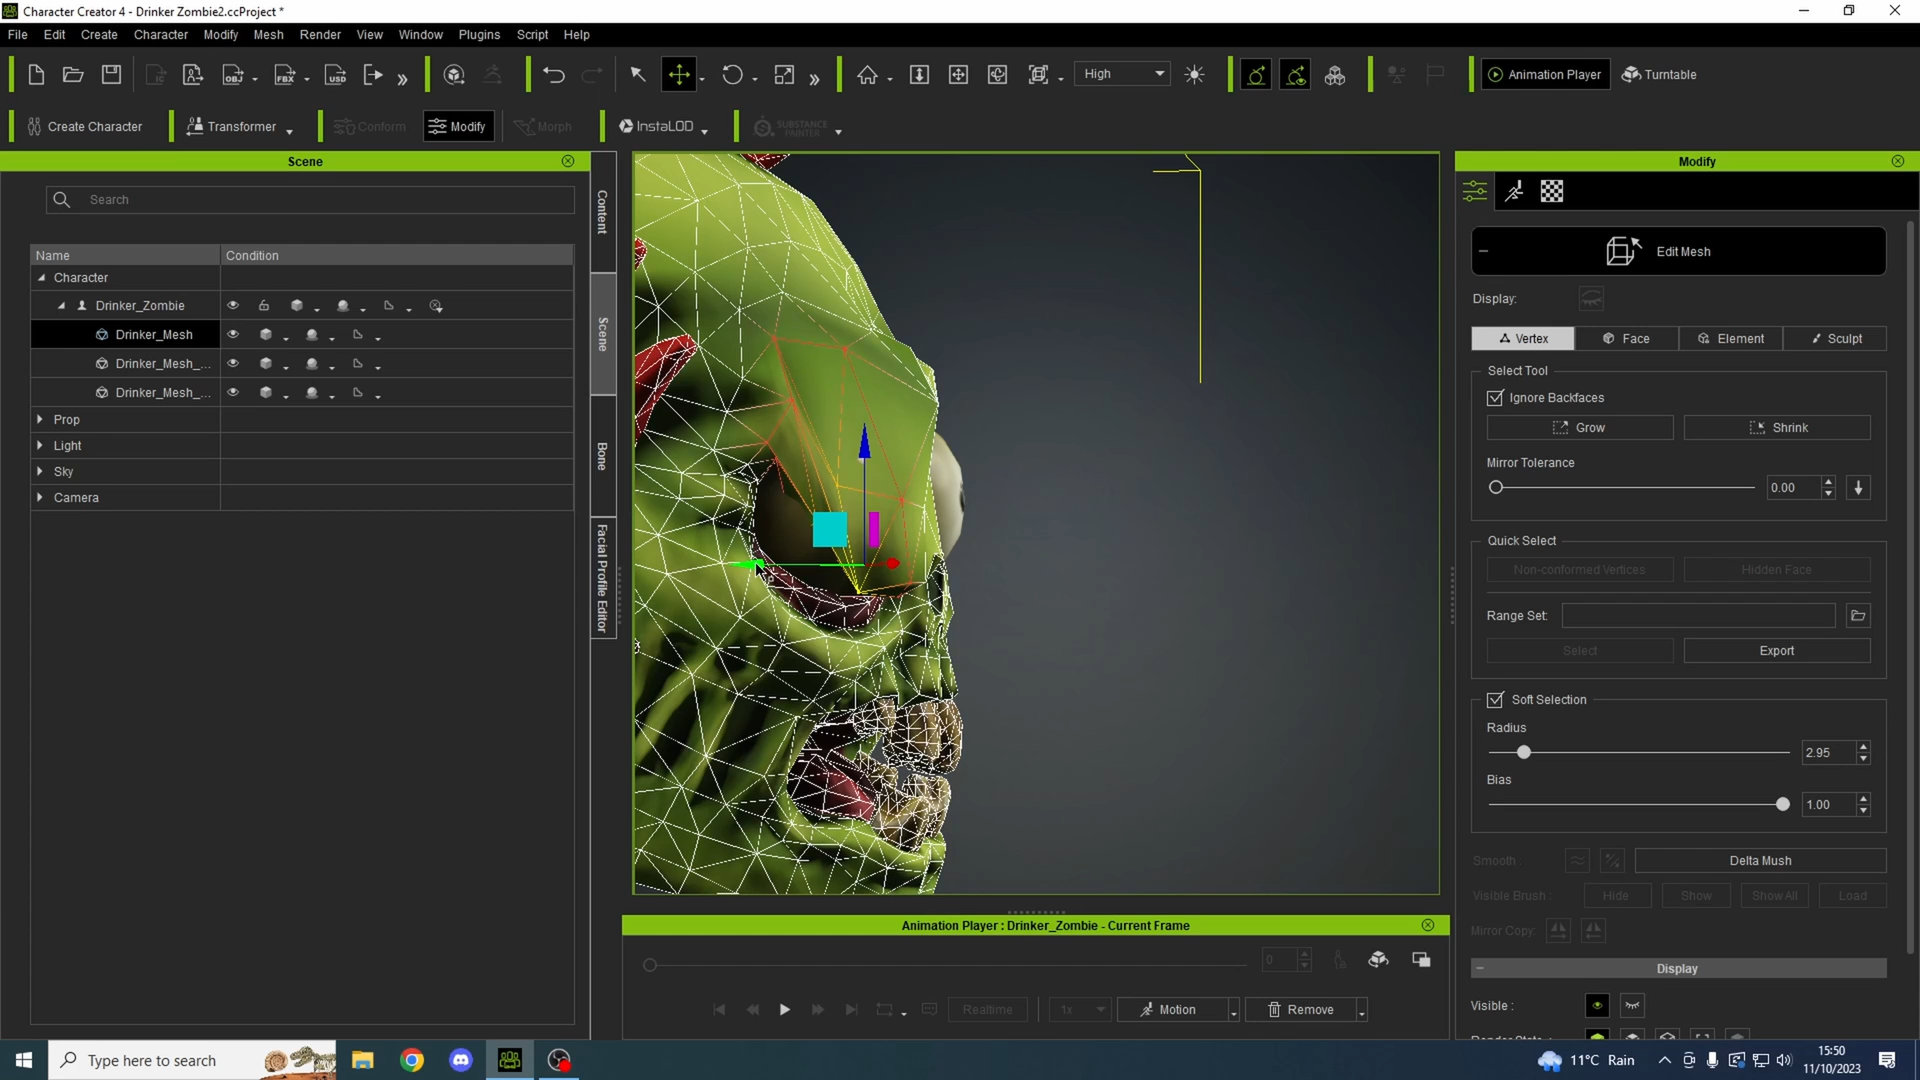 Character Creator 4 - Drinker Zombie2.ccProject *
File Edit Create Character Modify Mesh Render View Window Plugins Script Help
OBJ FBX USD High Animation Player Turntable
Create Character Transformer Conform Modify Morph InstaLOD SUBSTANCE PAINTER
Scene
Search
Name Condition
Character
Drinker_Zombie
Drinker_Mesh
Drinker_Mesh_...
Drinker_Mesh_...
Prop
Light
Sky
Camera
Content
Scene
Bone
Facial Profile Editor
Animation Player : Drinker_Zombie - Current Frame
0
Realtime 1x Motion Remove
Modify
Edit Mesh
Display:
Vertex Face Element Sculpt
Select Tool
Ignore Backfaces
Grow Shrink
Mirror Tolerance
0.00
Quick Select
Non-conformed Vertices Hidden Face
Range Set:
Select Export
Soft Selection
Radius
2.95
Bias
1.00
Smooth : Delta Mush
Visible Brush : Hide Show Show All Load
Mirror Copy:
Display
Visible :
Type here to search
11°C Rain
15:50
11/10/2023